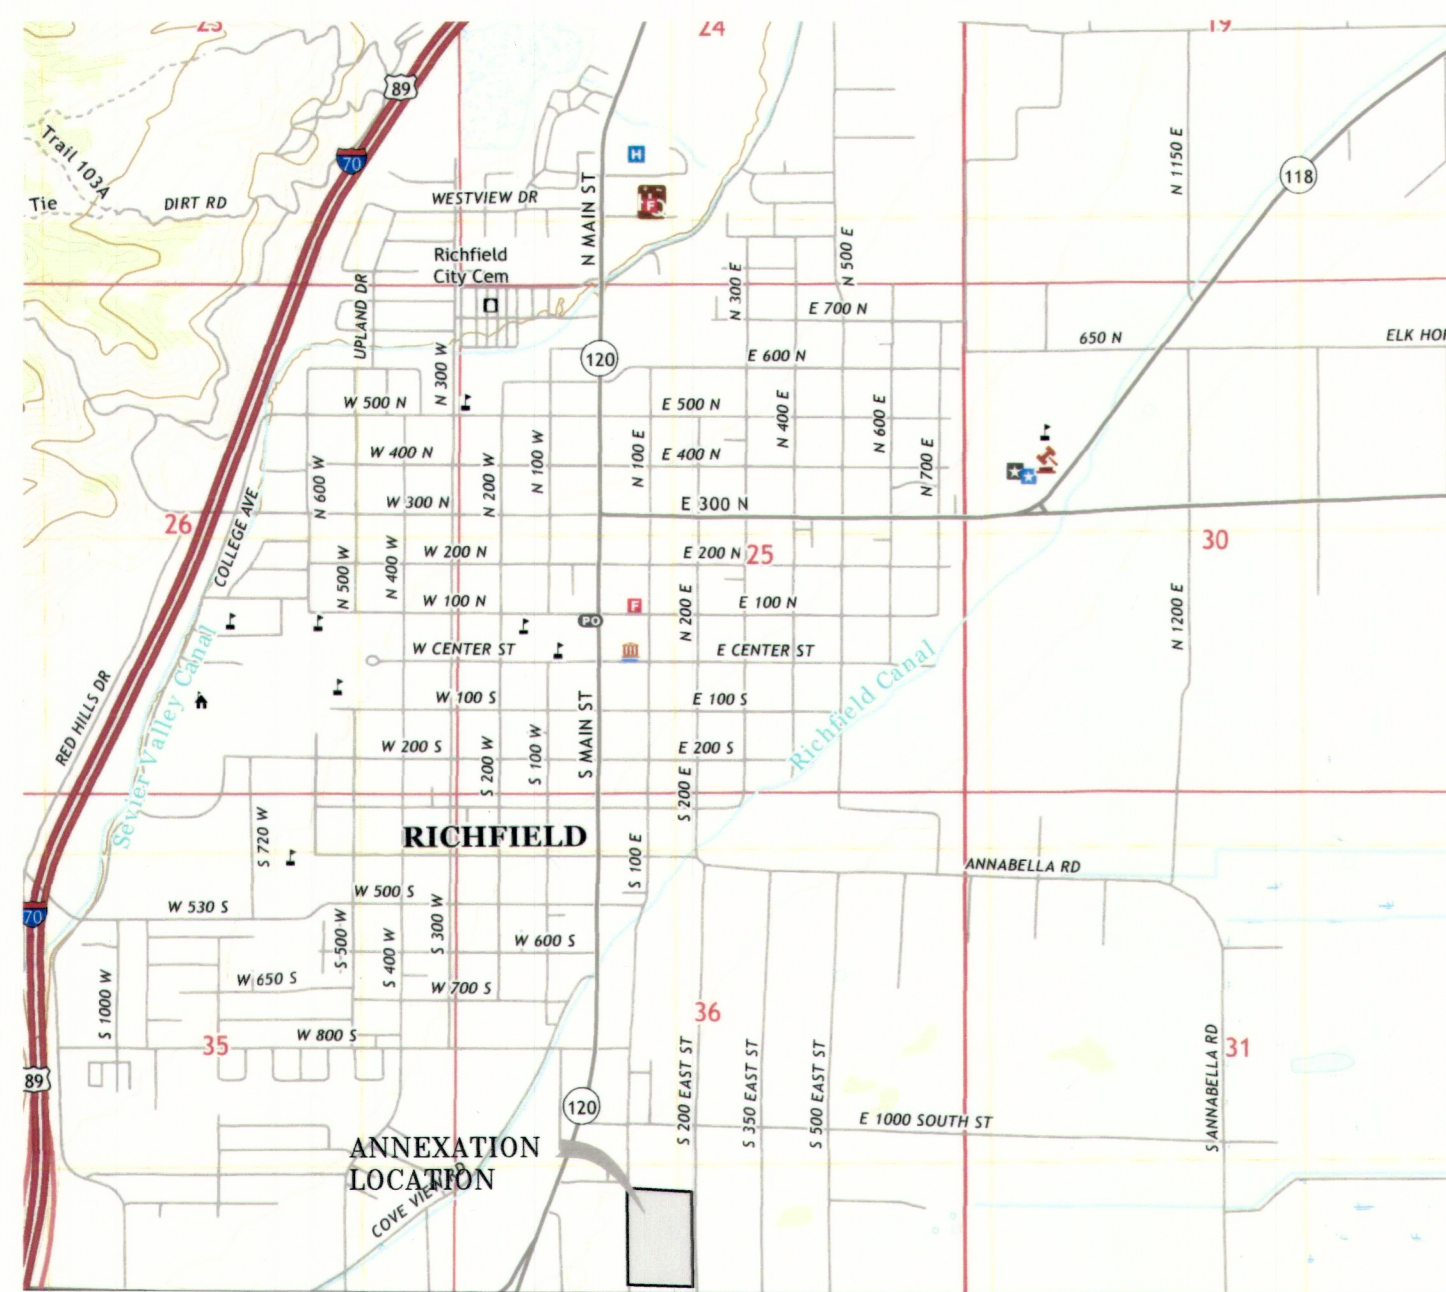 23
24
19
89
Trail 103A
70
H
N 1150 E
118
Tie
DIRT RD
WESTVIEW DR
N MAIN ST
F
Richfield
City Cem
UPLAND DR
N 300 E
N 500 E
E 700 N
650 N
120
E 600 N
N 300 W
W 500 N
E 500 N
N 400 E
N 600 E
W 400 N
N 100 W
N 100 E
E 400 N
N 700 E
N 600 W
N 200 W
W 300 N
E 300 N
26
COLLEGE AVE
30
W 200 N
E 200 N
25
N 500 W
N 400 W
W 100 N
F
N 200 E
E 100 N
N 1200 E
PO
W CENTER ST
E CENTER ST
Sevier Valley Canal
Richfield Canal
RED HILLS DR
W 100 S
E 100 S
S MAIN ST
W 200 S
S 200 W
S 100 W
E 200 S
S 200 E
S 720 W
RICHFIELD
S 100 E
ANNABELLA RD
W 500 S
W 530 S
70
S 500 W
S 400 W
S 300 W
W 600 S
W 650 S
W 700 S
S 1000 W
36
W 800 S
35
31
S ANNABELLA RD
89
120
S 200 EAST ST
S 350 EAST ST
S 500 EAST ST
E 1000 SOUTH ST
ANNEXATION
LOCATION